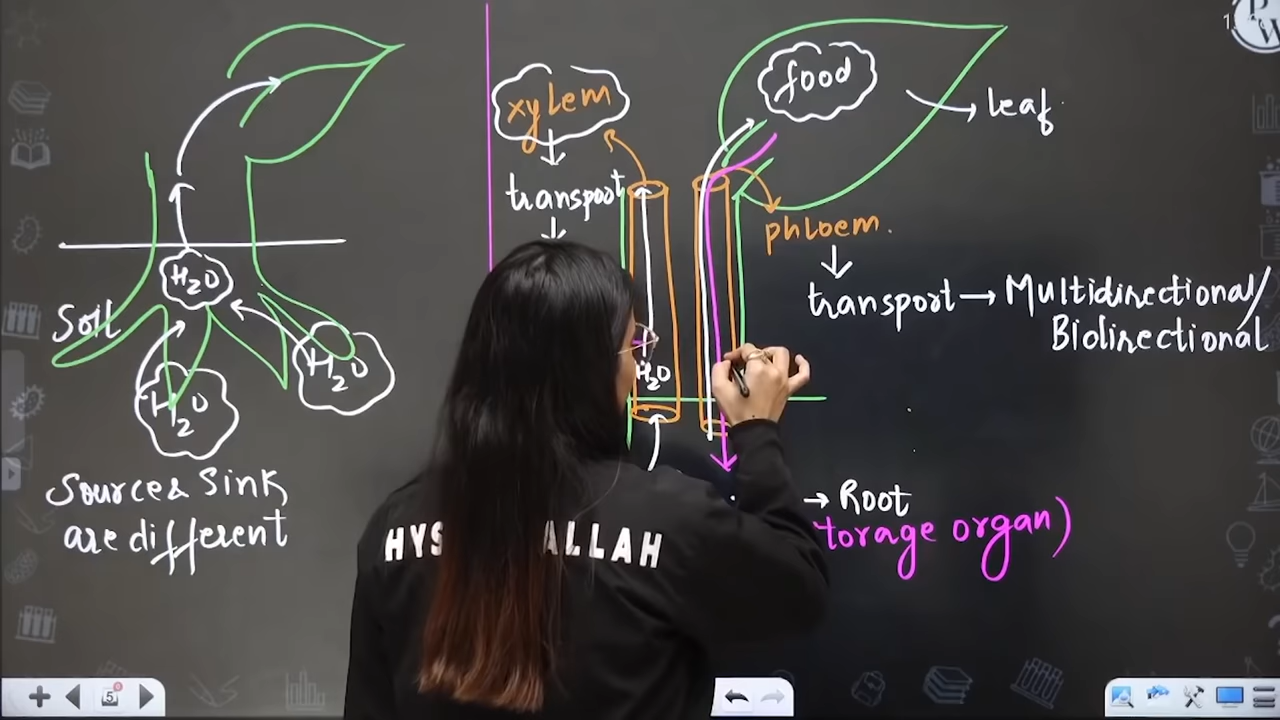 H₂O
Soil
H₂O
H₂O
Source & Sink
are different
xylem
transport
H₂O
food
leaf
phloem.
transport → Multidirectional/
Bidirectional
→ Root
torage organ)
HYS ALLAH
P
W
5